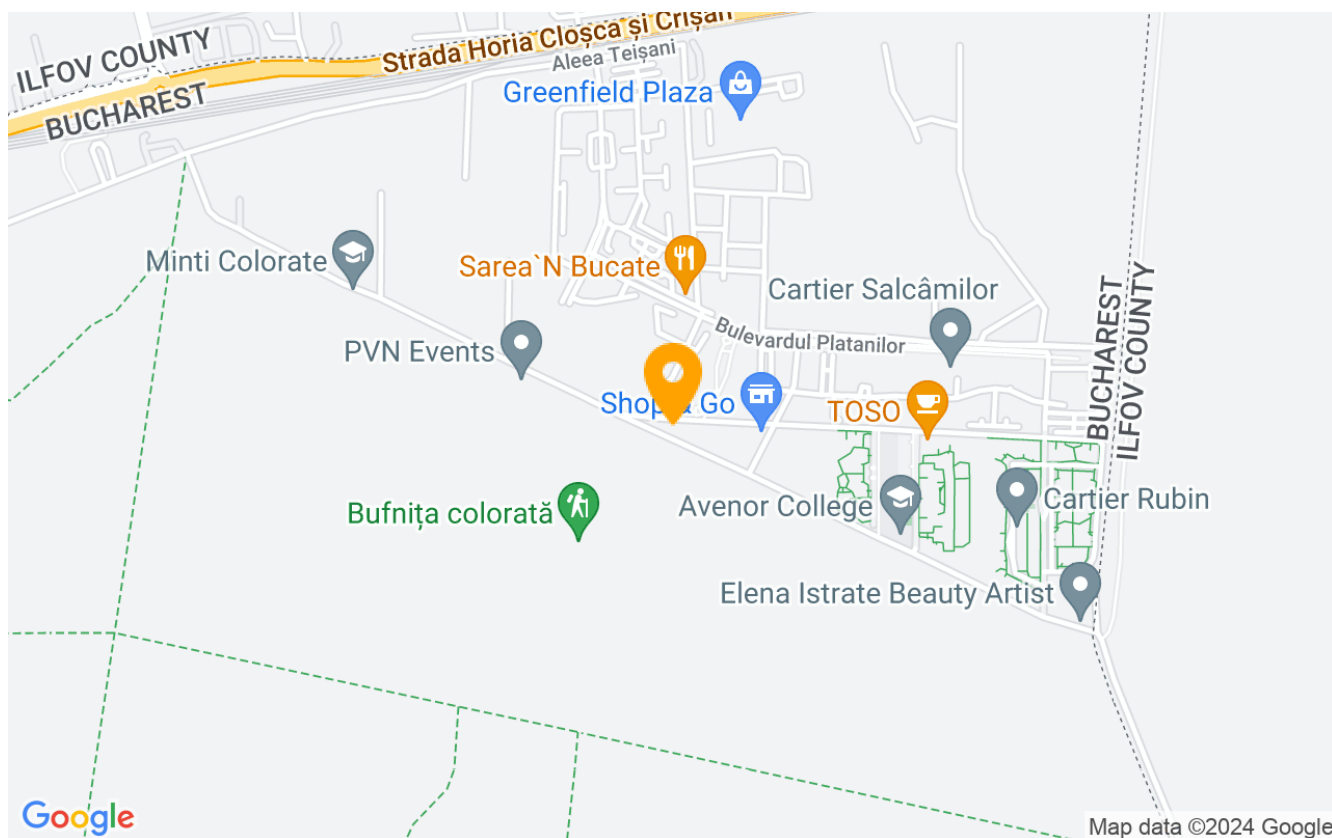 ILFOV COUNTY
BUCHAREST
Strada Horia Cloșca și Crișan
Aleea Teișani
Greenfield Plaza
Minti Colorate
Sarea`N Bucate
Cartier Salcâmilor
Bulevardul Platanilor
PVN Events
BUCHAREST
ILFOV COUNTY
Shop & Go
TOSO
Bufnița colorată
Avenor College
Cartier Rubin
Elena Istrate Beauty Artist
Google
Map data ©2024 Google